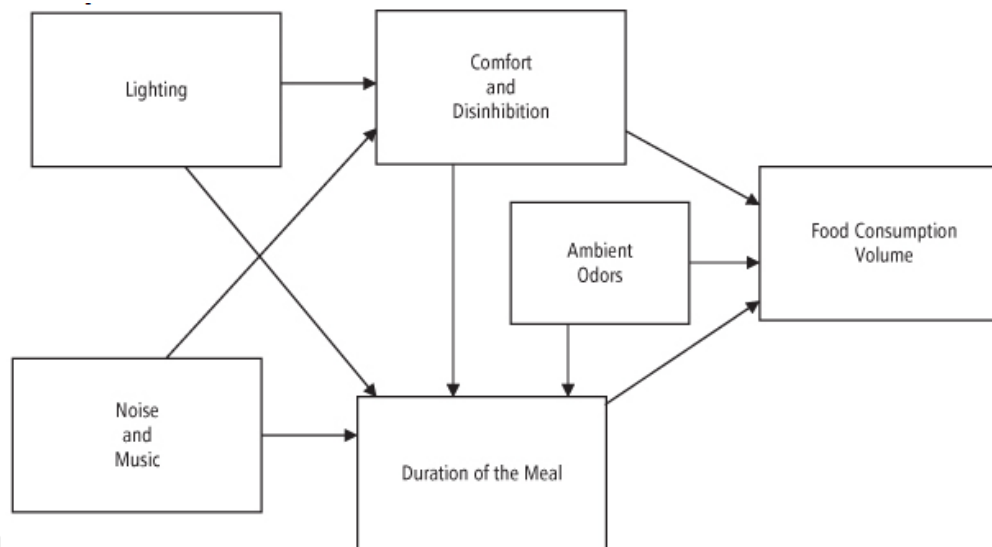 Lighting
Comfort
and
Disinhibition
Ambient
Odors
Food Consumption
Volume
Noise
and
Music
Duration of the Meal